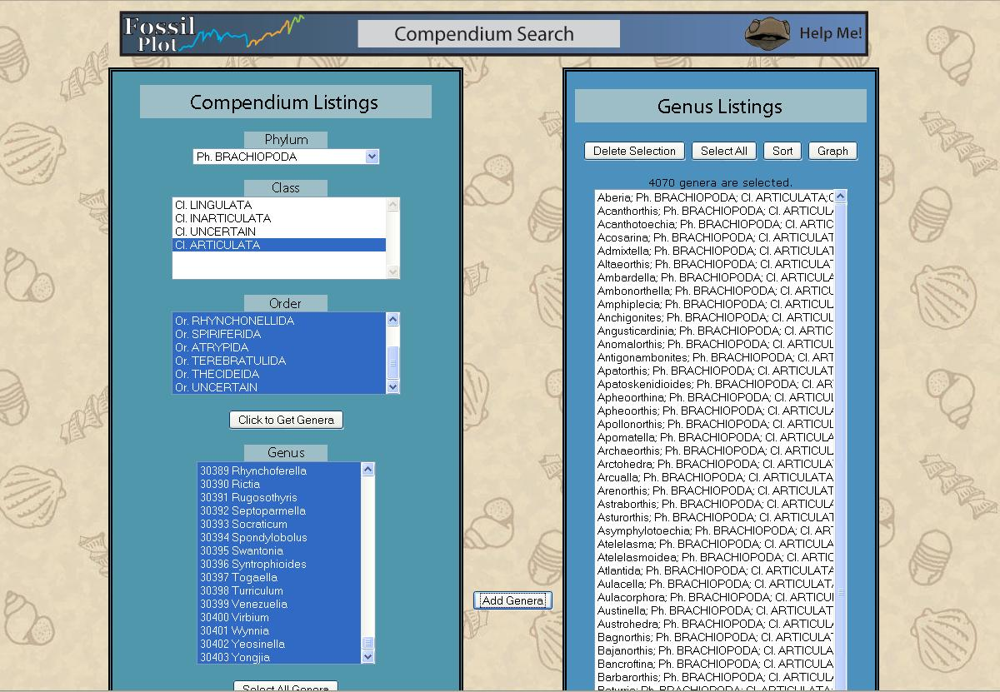 Fossil Plot
Compendium Search
Help Me!
Compendium Listings
Phylum
Ph. BRACHIOPODA
Class
Cl. LINGULATA
Cl. INARTICULATA
Cl. UNCERTAIN
Cl. ARTICULATA
Order
Or. RHYNCHONELLIDA
Or. SPIRIFERIDA
Or. ATRYPIDA
Or. TEREBRATULIDA
Or. THECIDEIDA
Or. UNCERTAIN
Click to Get Genera
Genus
30389 Rhynchoferella
30390 Rictia
30391 Rugosothyris
30392 Septoparmella
30393 Socraticum
30394 Spondylobolus
30395 Swantonia
30396 Syntrophioides
30397 Togaella
30398 Turriculum
30399 Venezuelia
30400 Virbium
30401 Wynnia
30402 Yeosinella
30403 Yongjia
Select All Genera
Add Genera
Genus Listings
Delete Selection
Select All
Sort
Graph
4070 genera are selected.
Aberia; Ph. BRACHIOPODA; Cl. ARTICULATA;
Acanthorthis; Ph. BRACHIOPODA; Cl. ARTICUL
Acanthotoechia; Ph. BRACHIOPODA; Cl. ARTIC
Acosarina; Ph. BRACHIOPODA; Cl. ARTICULAT
Admixtella; Ph. BRACHIOPODA; Cl. ARTICULAT
Altaeorthis; Ph. BRACHIOPODA; Cl. ARTICULAT
Ambardella; Ph. BRACHIOPODA; Cl. ARTICULA
Ambonorthella; Ph. BRACHIOPODA; Cl. ARTICU
Amphiplecia; Ph. BRACHIOPODA; Cl. ARTICUL
Anchigonites; Ph. BRACHIOPODA; Cl. ARTICUL
Angusticardinia; Ph. BRACHIOPODA; Cl. ARTIC
Anomalorthis; Ph. BRACHIOPODA; Cl. ARTICUL
Antigonambonites; Ph. BRACHIOPODA; Cl. AR
Apatorthis; Ph. BRACHIOPODA; Cl. ARTICULAT
Apatoskenidioides; Ph. BRACHIOPODA; Cl. AR
Apheoorthina; Ph. BRACHIOPODA; Cl. ARTICUL
Apheoorthis; Ph. BRACHIOPODA; Cl. ARTICUL
Apollonorthis; Ph. BRACHIOPODA; Cl. ARTICUL
Apomatella; Ph. BRACHIOPODA; Cl. ARTICULA
Archaeorthis; Ph. BRACHIOPODA; Cl. ARTICUL
Arctohedra; Ph. BRACHIOPODA; Cl. ARTICULA
Arcualla; Ph. BRACHIOPODA; Cl. ARTICULATA
Arenorthis; Ph. BRACHIOPODA; Cl. ARTICULAT
Astraborthis; Ph. BRACHIOPODA; Cl. ARTICUL
Asturorthis; Ph. BRACHIOPODA; Cl. ARTICULA
Asymphylotoechia; Ph. BRACHIOPODA; Cl. AR
Atelelasma; Ph. BRACHIOPODA; Cl. ARTICULA
Atelelasmoidea; Ph. BRACHIOPODA; Cl. ARTIC
Atlantida; Ph. BRACHIOPODA; Cl. ARTICULATA
Aulacella; Ph. BRACHIOPODA; Cl. ARTICULATA
Aulacorphora; Ph. BRACHIOPODA; Cl. ARTICUL
Austinella; Ph. BRACHIOPODA; Cl. ARTICULAT
Austrohedra; Ph. BRACHIOPODA; Cl. ARTICUL
Bagnorthis; Ph. BRACHIOPODA; Cl. ARTICULA
Bajanorthis; Ph. BRACHIOPODA; Cl. ARTICULA
Bancroftina; Ph. BRACHIOPODA; Cl. ARTICULA
Barbarorthis; Ph. BRACHIOPODA; Cl. ARTICUL